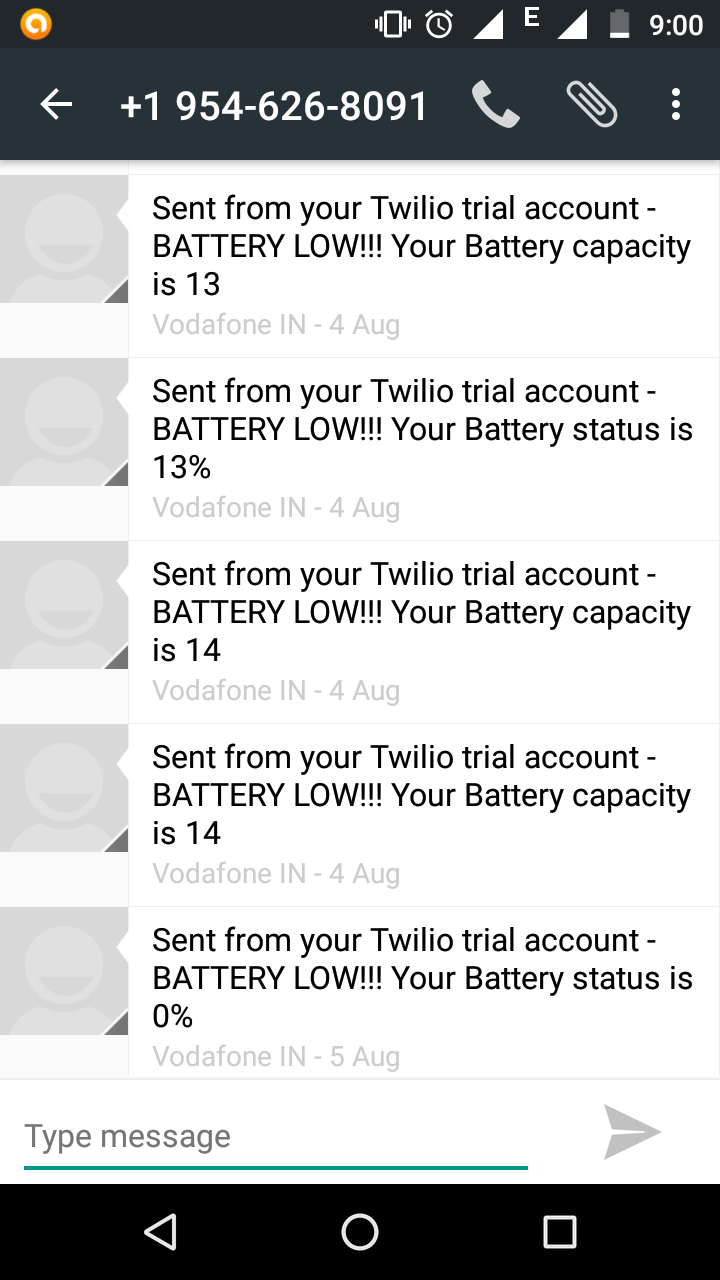 E 9:00
+1 954-626-8091
Sent from your Twilio trial account -
BATTERY LOW!!! Your Battery capacity
is 13
Vodafone IN - 4 Aug
Sent from your Twilio trial account -
BATTERY LOW!!! Your Battery status is
13%
Vodafone IN - 4 Aug
Sent from your Twilio trial account -
BATTERY LOW!!! Your Battery capacity
is 14
Vodafone IN - 4 Aug
Sent from your Twilio trial account -
BATTERY LOW!!! Your Battery capacity
is 14
Vodafone IN - 4 Aug
Sent from your Twilio trial account -
BATTERY LOW!!! Your Battery status is
0%
Vodafone IN - 5 Aug
Type message